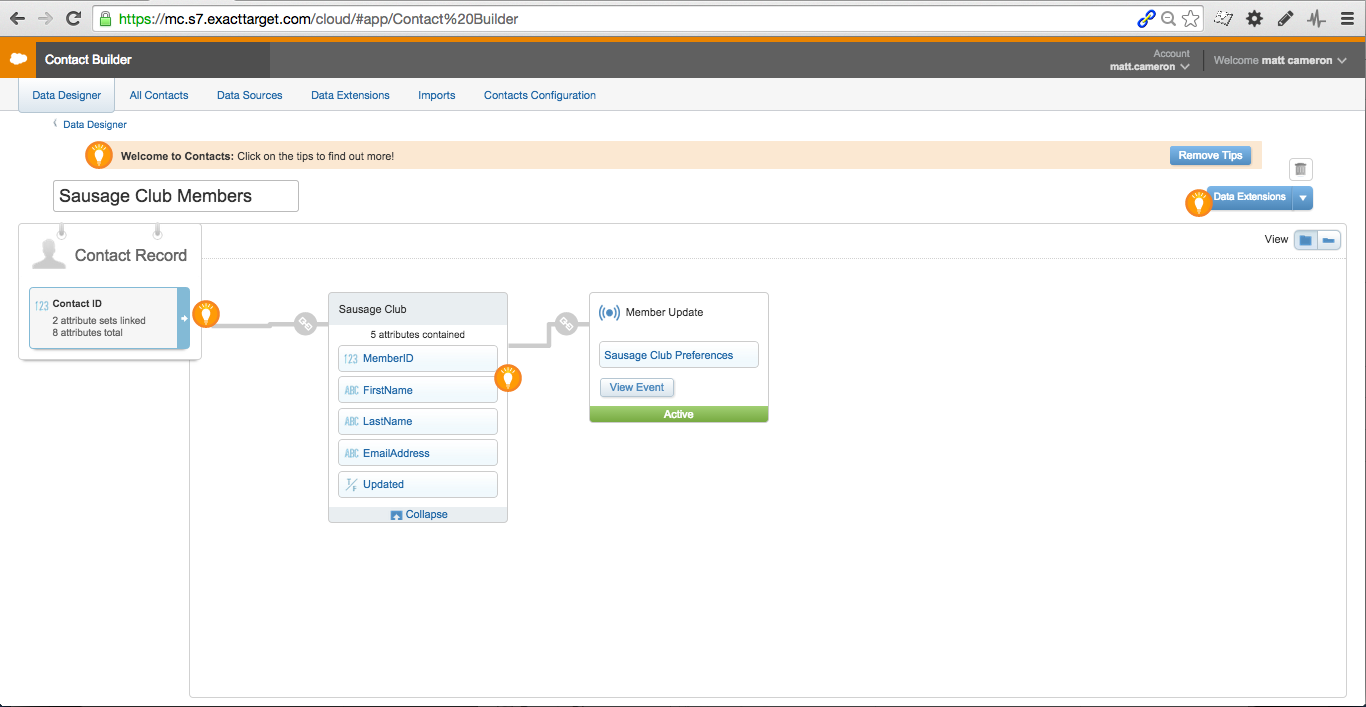 https://mc.s7.exacttarget.com/cloud/#app/Contact%20Builder
Contact Builder
Account
matt.cameron
Welcome matt cameron
Data Designer
All Contacts
Data Sources
Data Extensions
Imports
Contacts Configuration
Data Designer
Welcome to Contacts: Click on the tips to find out more!
Remove Tips
Sausage Club Members
Data Extensions
Contact Record
View
123 Contact ID
2 attribute sets linked
8 attributes total
Sausage Club
5 attributes contained
123 MemberID
ABC FirstName
ABC LastName
ABC EmailAddress
T/F Updated
Collapse
Member Update
Sausage Club Preferences
View Event
Active